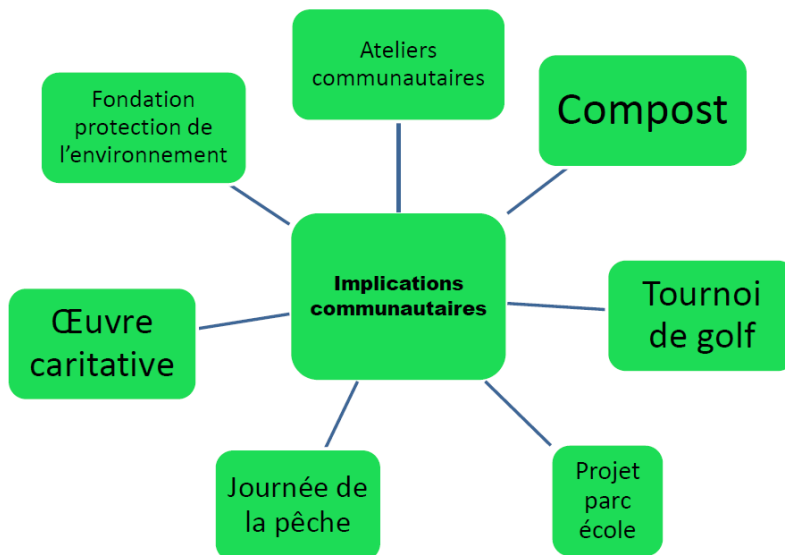 Ateliers
communautaires
Compost
Fondation
protection de
l’environnement
Implications
communautaires
Tournoi
de golf
Œuvre
caritative
Journée de
la pêche
Projet
parc
école